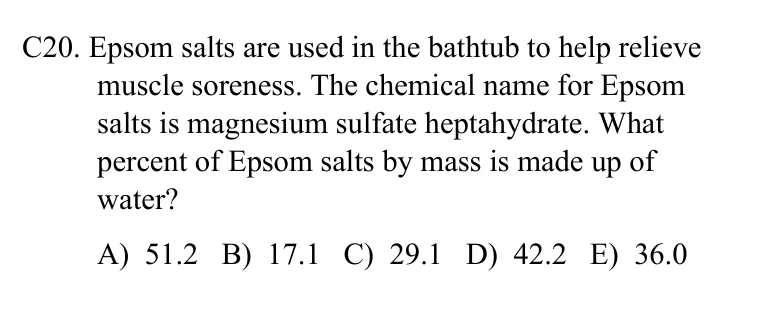 C20. Epsom salts are used in the bathtub to help relieve
muscle soreness. The chemical name for Epsom
salts is magnesium sulfate heptahydrate. What
percent of Epsom salts by mass is made up of
water?
A) 51.2 B) 17.1 C) 29.1 D) 42.2 E) 36.0